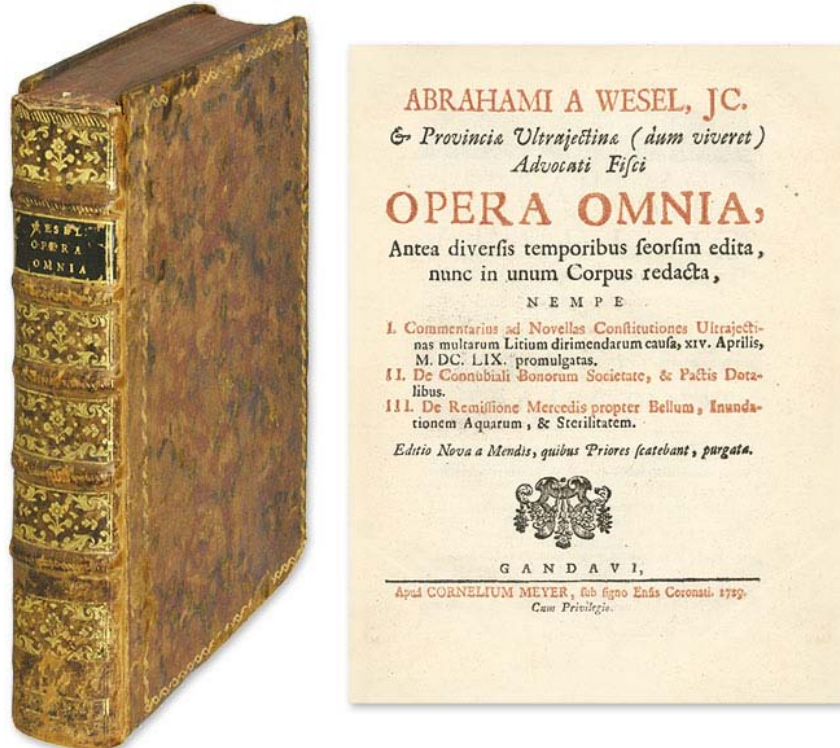 WESEL
OPERA
OMNIA
ABRAHAMI A WESEL, JC.
& Provinciæ Ultrajectinæ (dum viveret)
Advocati Fiſci
OPERA OMNIA,
Antea diverſis temporibus ſeorſim edita,
nunc in unum Corpus redacta,
NEMPE
I. Commentarius ad Novellas Conſtitutiones Ultrajecti-
nas multarum Litium dirimendarum cauſa, XIV. Aprilis,
M. DC. LIX. promulgatas.
II. De Connubiali Bonorum Societate, & Pactis Dota-
libus.
III. De Remiſſione Mercedis propter Bellum, Inunda-
tionem Aquarum, & Sterilitatem.
Editio Nova a Mendis, quibus Priores ſcatebant, purgata.
GANDAVI,
Apud CORNELIUM MEYER, ſub ſigno Enſis Coronati.
Cum Privilegio.